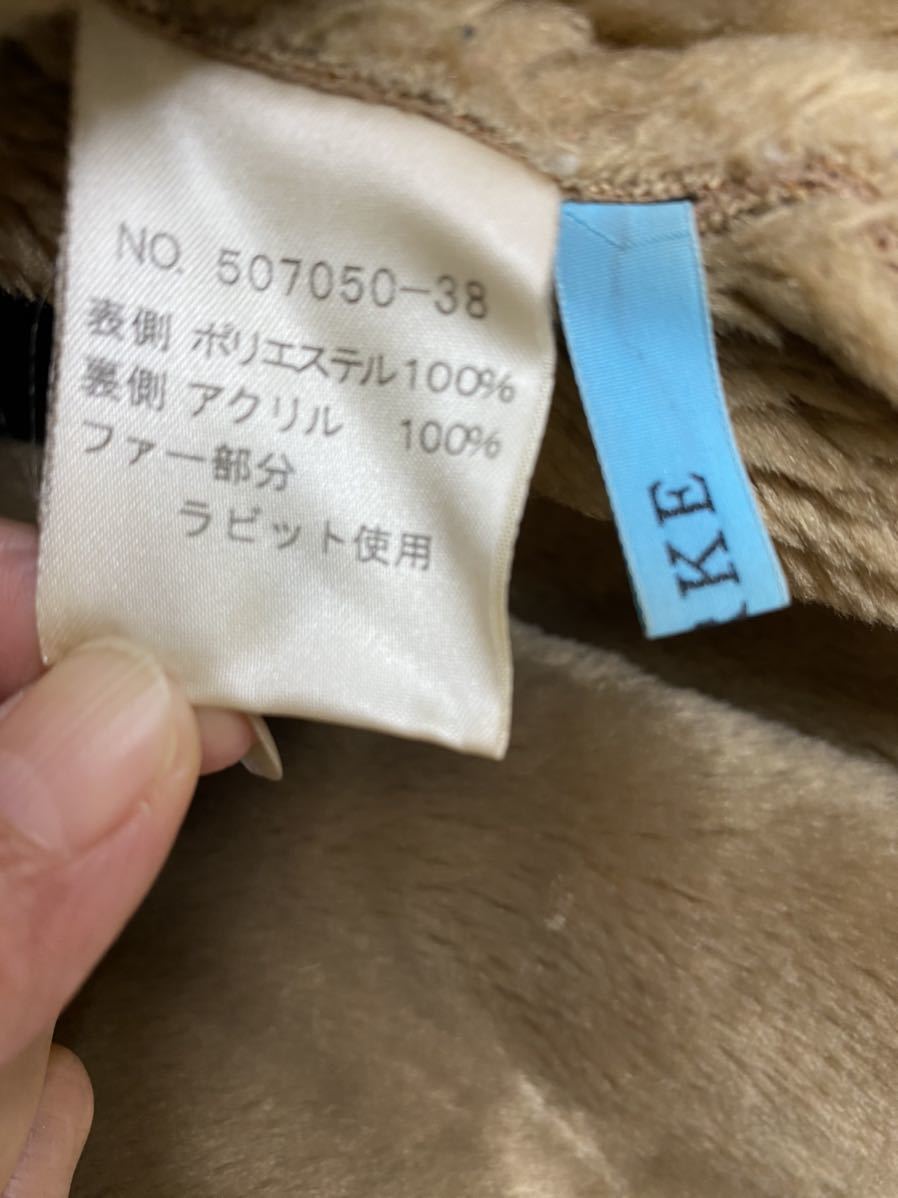 NO. 507050-38
表側 ポリエステル100%
裏側 アクリル 100%
ファー部分
ラビット使用
KE